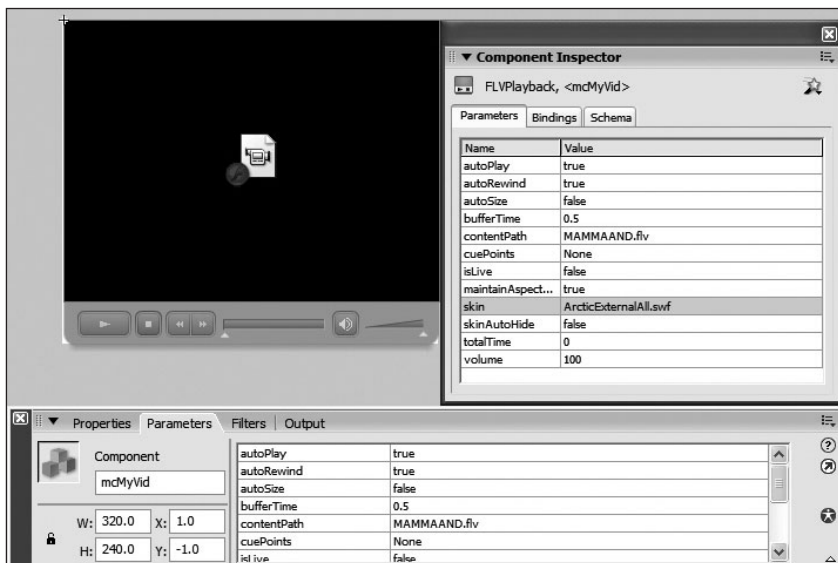 Component Inspector
FLVPlayback, <mcMyVid>
Parameters Bindings Schema
Name Value
autoPlay true
autoRewind true
autoSize false
bufferTime 0.5
contentPath MAMMAAND.flv
cuePoints None
isLive false
maintainAspect... true
skin ArcticExternalAll.swf
skinAutoHide false
totalTime 0
volume 100
Properties Parameters Filters Output
Component
mcMyVid
W: 320.0 X: 1.0
H: 240.0 Y: -1.0
autoPlay true
autoRewind true
autoSize false
bufferTime 0.5
contentPath MAMMAAND.flv
cuePoints None
isLive false